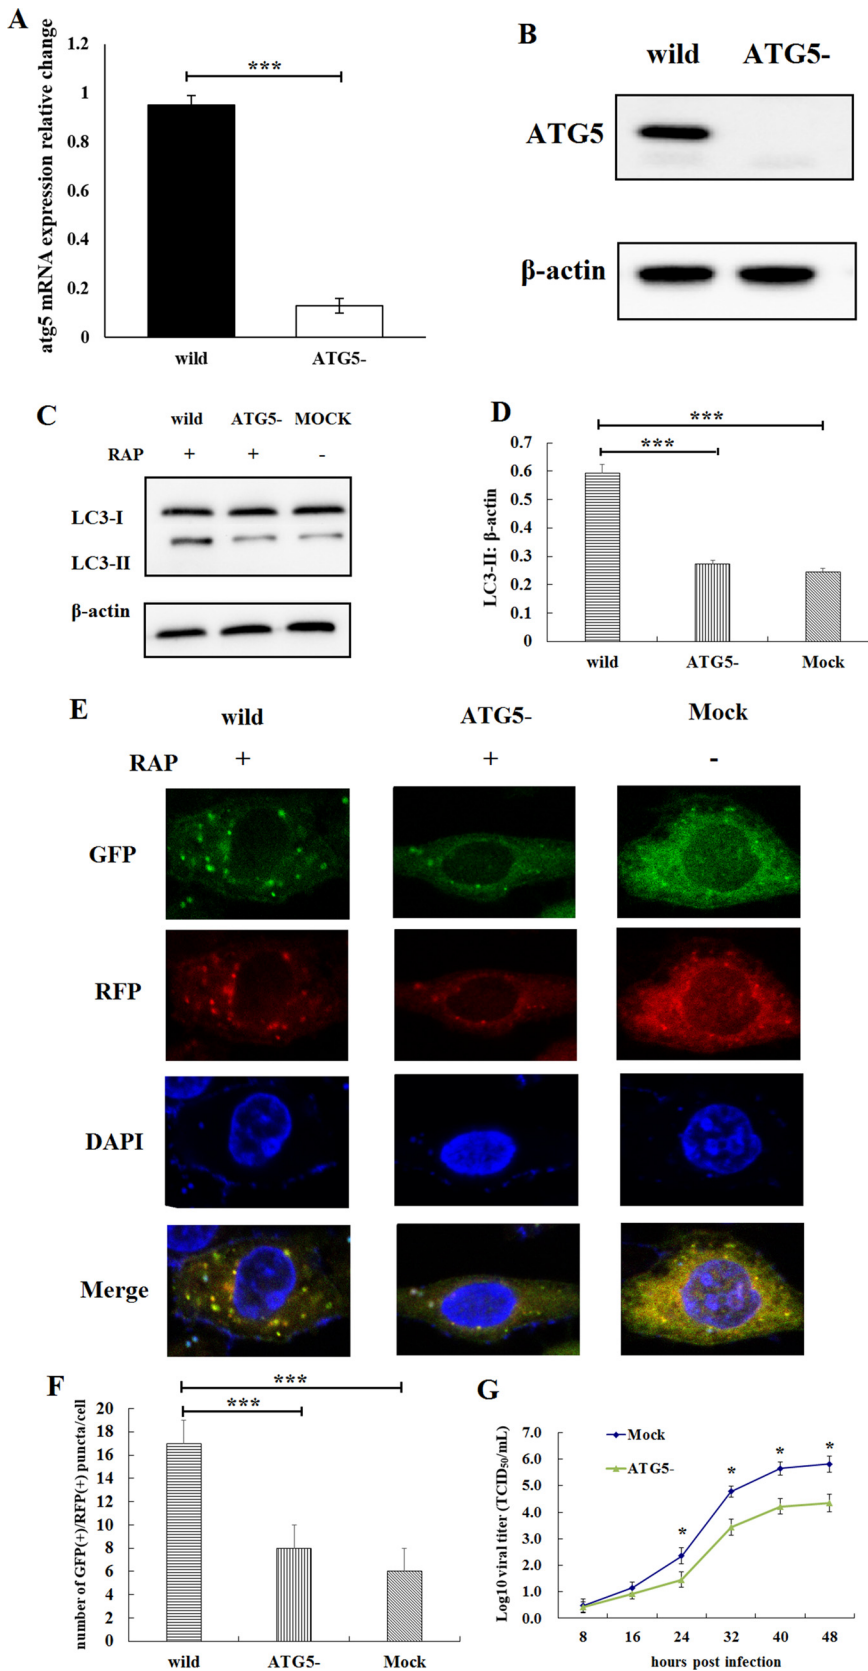 A
atg5 mRNA expression relative change
1.2
1
0.8
0.6
0.4
0.2
0
***
wild
ATG5-
B
wild
ATG5-
ATG5
β-actin
C
wild
ATG5-
MOCK
RAP
+
+
-
LC3-I
LC3-II
β-actin
D
LC3-II: β-actin
0.7
0.6
0.5
0.4
0.3
0.2
0.1
0
***
***
wild
ATG5-
Mock
E
wild
ATG5-
Mock
RAP
+
+
-
GFP
RFP
DAPI
Merge
F
number of GFP(+)/RFP(+) puncta/cell
20
18
16
14
12
10
8
6
4
2
0
***
***
wild
ATG5-
Mock
G
Log10 viral titer (TCID₅₀/mL)
7.0
6.0
5.0
4.0
3.0
2.0
1.0
0.0
Mock
ATG5-
*
*
*
*
8
16
24
32
40
48
hours post infection